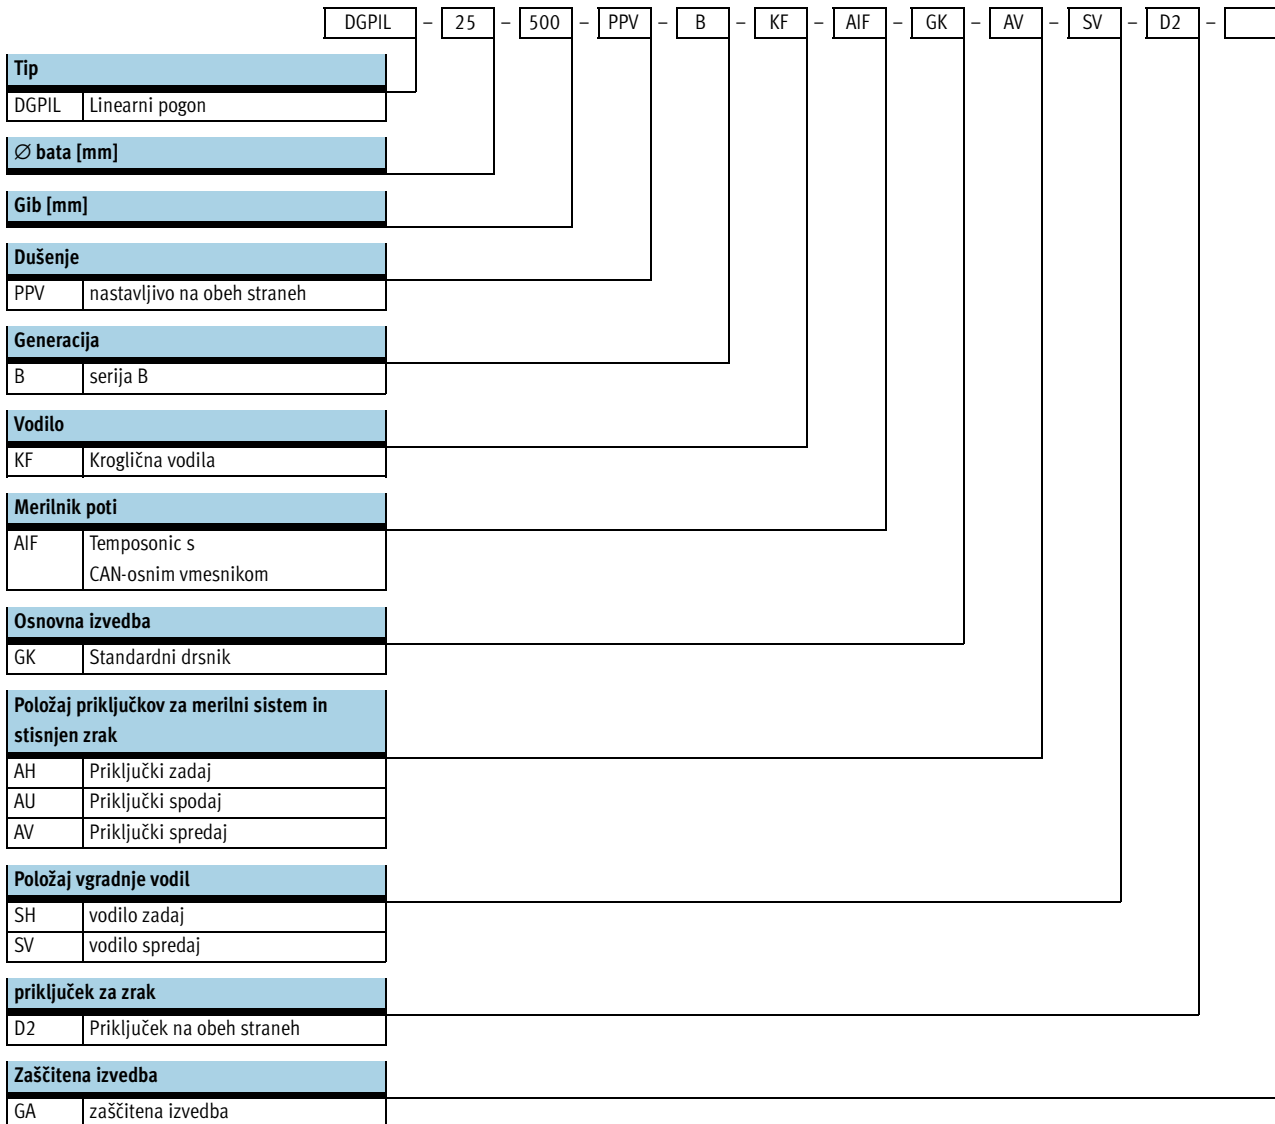 DGPIL – 25 – 500 – PPV – B – KF – AIF – GK – AV – SV – D2 –
Tip
DGPIL Linearni pogon
∅ bata [mm]
Gib [mm]
Dušenje
PPV nastavljivo na obeh straneh
Generacija
B serija B
Vodilo
KF Kroglična vodila
Merilnik poti
AIF Temposonic s
CAN-osnim vmesnikom
Osnovna izvedba
GK Standardni drsnik
Položaj priključkov za merilni sistem in
stisnjen zrak
AH Priključki zadaj
AU Priključki spodaj
AV Priključki spredaj
Položaj vgradnje vodil
SH vodilo zadaj
SV vodilo spredaj
priključek za zrak
D2 Priključek na obeh straneh
Zaščitena izvedba
GA zaščitena izvedba